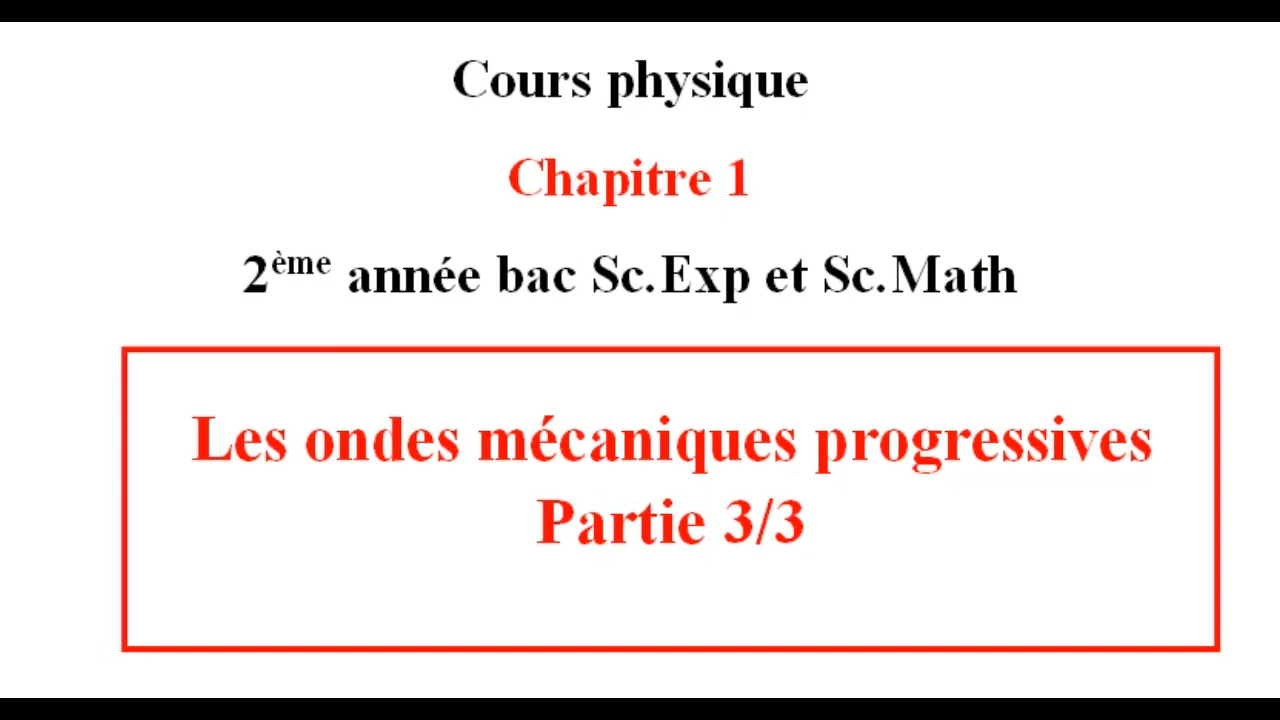 Cours physique
Chapitre 1
2ème année bac Sc.Exp et Sc.Math
Les ondes mécaniques progressives
Partie 3/3